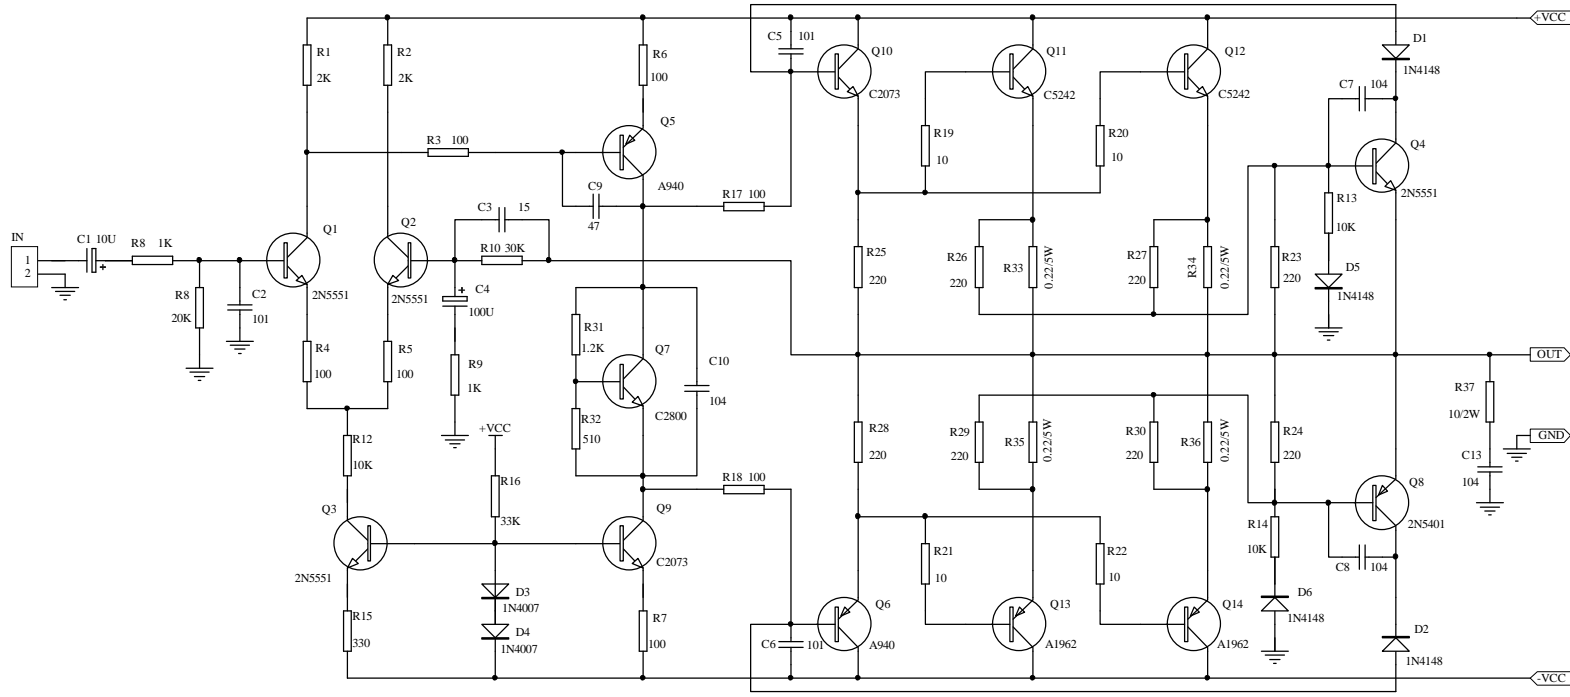 +VCC
R1
2K
R2
2K
R6
100
C5 101
Q10
C2073
Q11
C5242
Q12
C5242
D1
1N4148
C7 104
Q4
2N5551
R3 100
Q5
A940
C9
47
R17 100
R19
10
R20
10
R13
10K
D5
1N4148
IN
1
2
C1 10U
R8 1K
Q1
2N5551
Q2
2N5551
C3 15
R10 30K
R8
20K
C2
101
C4
100U
R25
220
R26
220
R33
0.22/5W
R27
220
R34
0.22/5W
R23
220
R4
100
R5
100
R9
1K
R31
1.2K
Q7
C2800
C10
104
R32
510
OUT
R37
10/2W
GND
C13
104
R12
10K
+VCC
R16
33K
R18 100
R28
220
R29
220
R35
0.22/5W
R30
220
R36
0.22/5W
R24
220
Q8
2N5401
Q3
2N5551
Q9
C2073
R21
10
R22
10
R14
10K
C8 104
D3
1N4007
D4
1N4007
R15
330
R7
100
C6 101
Q6
A940
Q13
A1962
Q14
A1962
D6
1N4148
D2
1N4148
-VCC